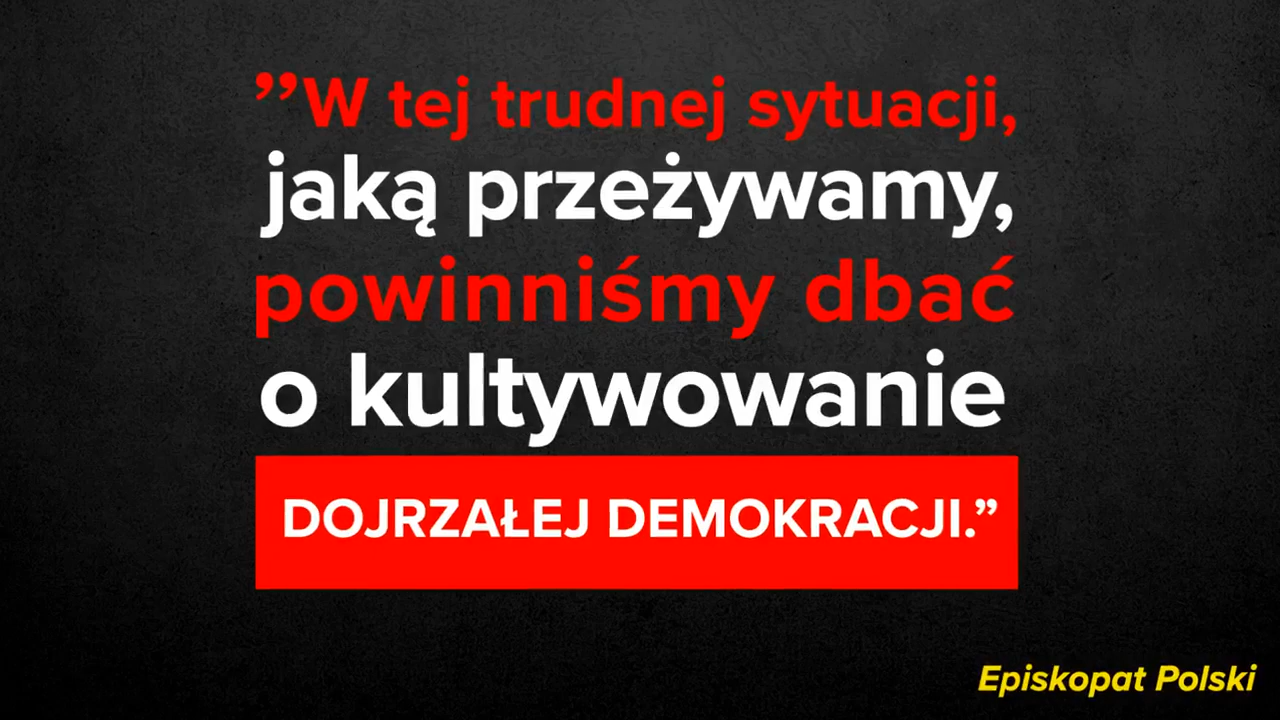 ”W tej trudnej sytuacji,
jaką przeżywamy,
powinniśmy dbać
o kultywowanie
DOJRZAŁEJ DEMOKRACJI.”
Episkopat Polski